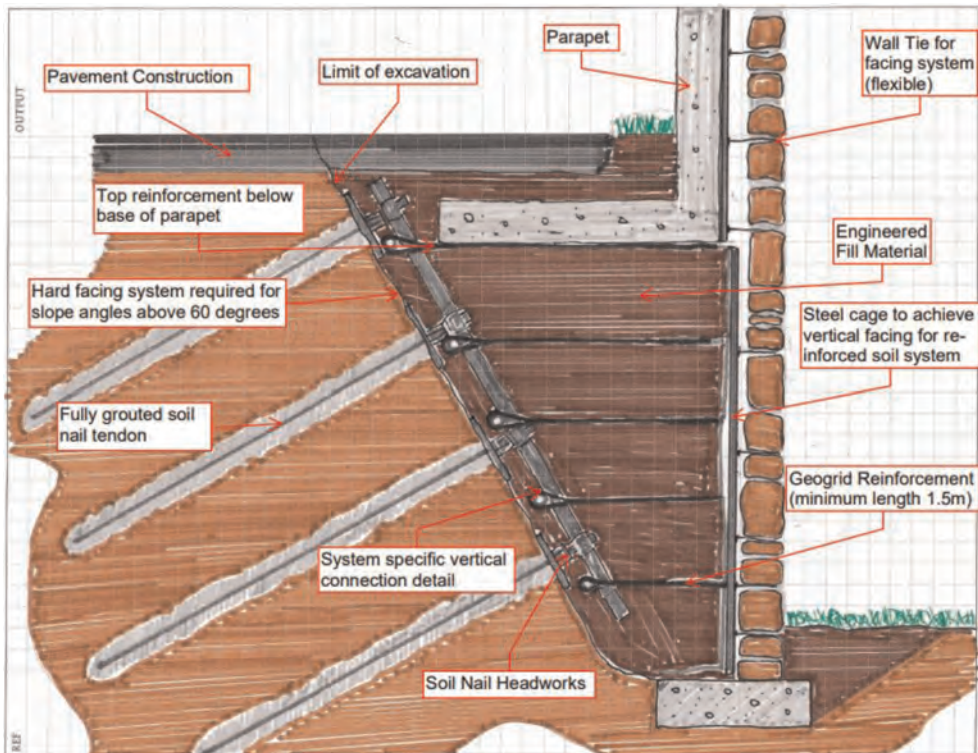 Parapet
Wall Tie for
facing system
(flexible)
Pavement Construction
Limit of excavation
OUTPUT
Top reinforcement below
base of parapet
Engineered
Fill Material
Hard facing system required for
slope angles above 60 degrees
Steel cage to achieve
vertical facing for re-
inforced soil system
Fully grouted soil
nail tendon
Geogrid Reinforcement
(minimum length 1.5m)
System specific vertical
connection detail
Soil Nail Headworks
REF